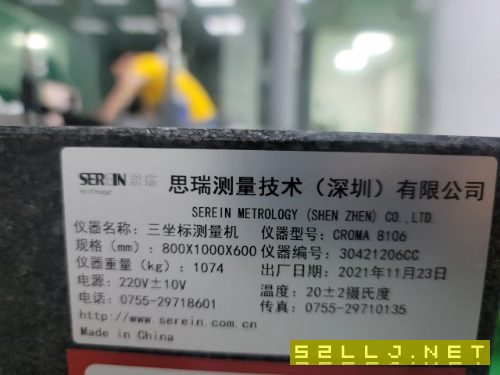 SEREIN 思瑞
思瑞测量技术（深圳）有限公司
SEREIN METROLOGY (SHEN ZHEN) CO.,LTD.
仪器名称：三坐标测量机 仪器型号：CROMA 8106
规格（mm）：800X1000X600 仪器编号：30421206CC
仪器重量（kg）：1074 出厂日期：2021年11月23日
电源：220V±10V 温度：20±2摄氏度
电话：0755-29718601 传真：0755-29710135
http://www.serein.com.cn
Made in China
52LLJ.NET